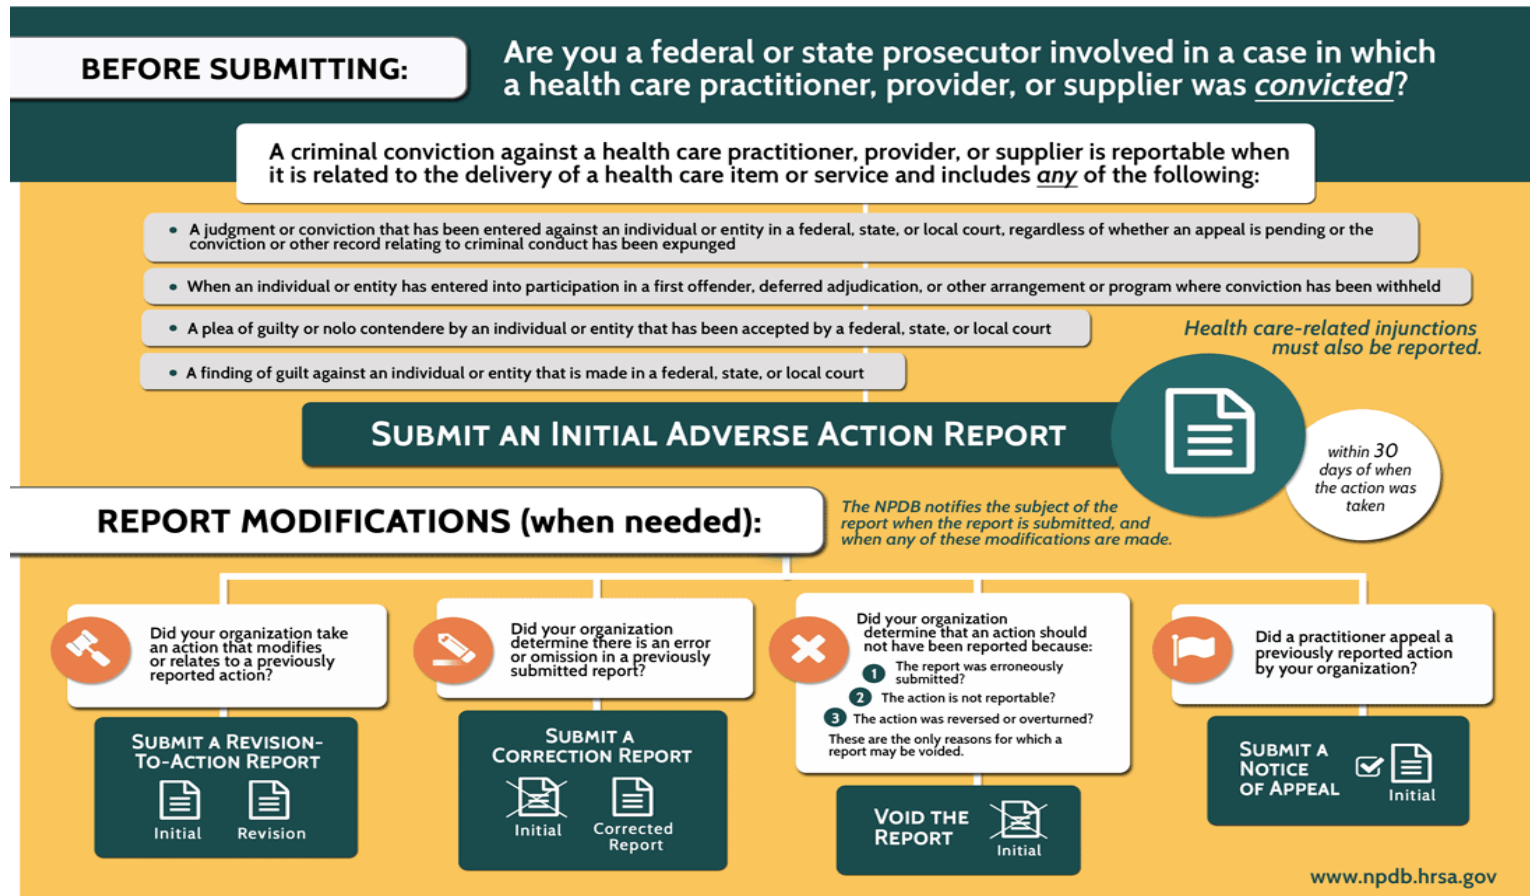 BEFORE SUBMITTING:
Are you a federal or state prosecutor involved in a case in which
a health care practitioner, provider, or supplier was convicted?
A criminal conviction against a health care practitioner, provider, or supplier is reportable when
it is related to the delivery of a health care item or service and includes any of the following:
• A judgment or conviction that has been entered against an individual or entity in a federal, state, or local court, regardless of whether an appeal is pending or the
conviction or other record relating to criminal conduct has been expunged
• When an individual or entity has entered into participation in a first offender, deferred adjudication, or other arrangement or program where conviction has been withheld
• A plea of guilty or nolo contendere by an individual or entity that has been accepted by a federal, state, or local court
• A finding of guilt against an individual or entity that is made in a federal, state, or local court
Health care-related injunctions
must also be reported.
SUBMIT AN INITIAL ADVERSE ACTION REPORT
within 30
days of when
the action was
taken
REPORT MODIFICATIONS (when needed):
The NPDB notifies the subject of the
report when the report is submitted, and
when any of these modifications are made.
Did your organization take
an action that modifies
or relates to a previously
reported action?
SUBMIT A REVISION-
TO-ACTION REPORT
Initial
Revision
Did your organization
determine there is an error
or omission in a previously
submitted report?
SUBMIT A
CORRECTION REPORT
Initial
Corrected
Report
Did your organization
determine that an action should
not have been reported because:
1 The report was erroneously
submitted?
2 The action is not reportable?
3 The action was reversed or overturned?
These are the only reasons for which a
report may be voided.
VOID THE
REPORT
Initial
Did a practitioner appeal a
previously reported action
by your organization?
SUBMIT A
NOTICE
OF APPEAL
Initial
www.npdb.hrsa.gov